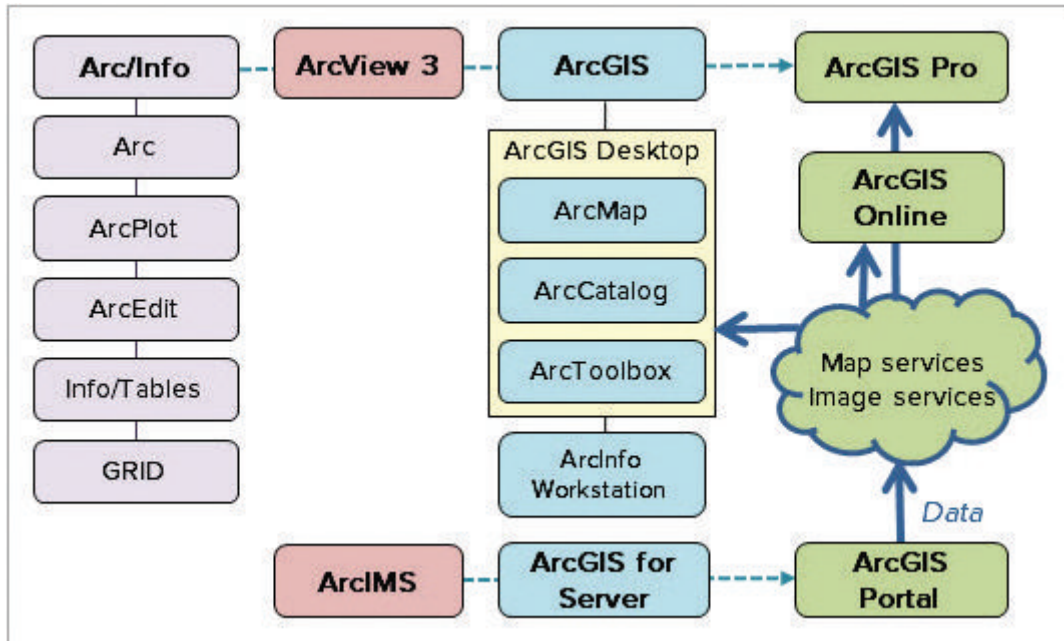 Arc/Info
ArcView 3
ArcGIS
ArcGIS Pro
Arc
ArcPlot
ArcEdit
Info/Tables
GRID
ArcGIS Desktop
ArcMap
ArcCatalog
ArcToolbox
ArcInfo
Workstation
ArcGIS
Online
Map services
Image services
Data
ArcIMS
ArcGIS for
Server
ArcGIS
Portal